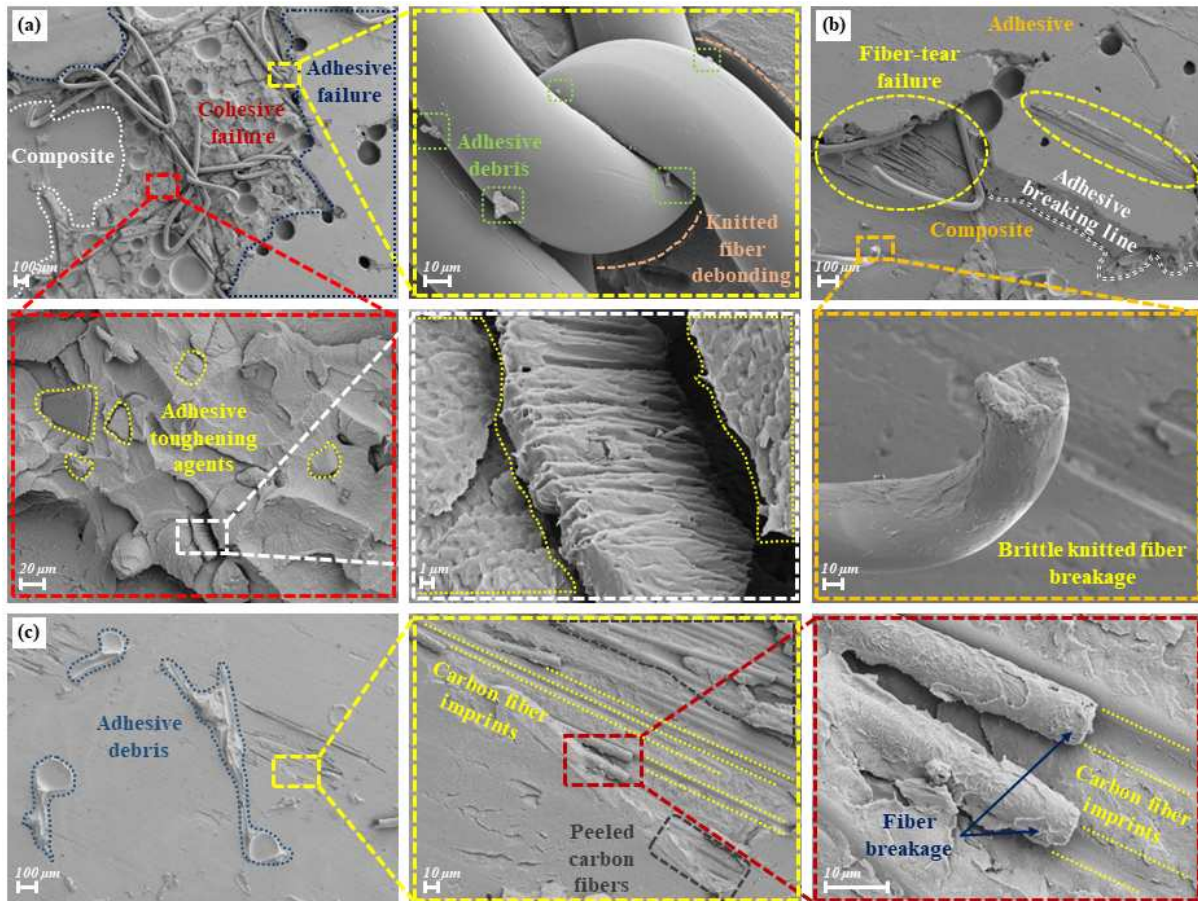 (a)
Adhesive
failure
Cohesive
failure
Composite
100 μm
Adhesive
debris
Knitted
fiber
debonding
10 μm
(b)
Adhesive
Fiber-tear
failure
Adhesive
breaking line
Composite
100 μm
Adhesive
toughening
agents
20 μm
1 μm
Brittle knitted fiber
breakage
10 μm
(c)
Adhesive
debris
100 μm
Carbon fiber
imprints
Peeled
carbon
fibers
10 μm
Carbon fiber
imprints
Fiber
breakage
10 μm